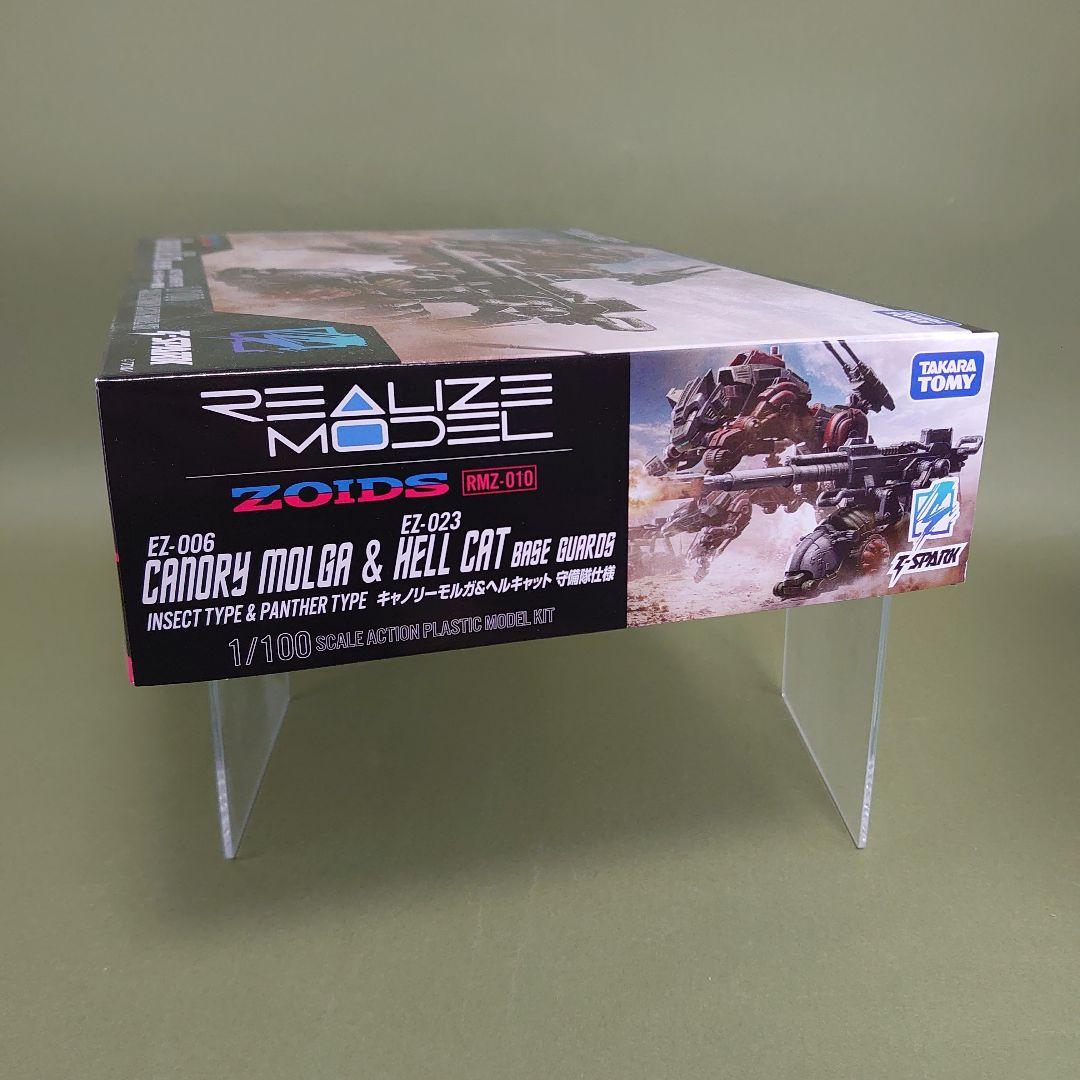 REALIZE
MODEL
ZOIDS RMZ-010
EZ-006 EZ-023
CANORY MOLGA & HELL CAT BASE GUARDS
INSECT TYPE & PANTHER TYPE キャノリーモルガ&ヘルキャット 守備隊仕様
1/100 SCALE ACTION PLASTIC MODEL KIT
TAKARA
TOMY
T-SPARK
T-SPARK